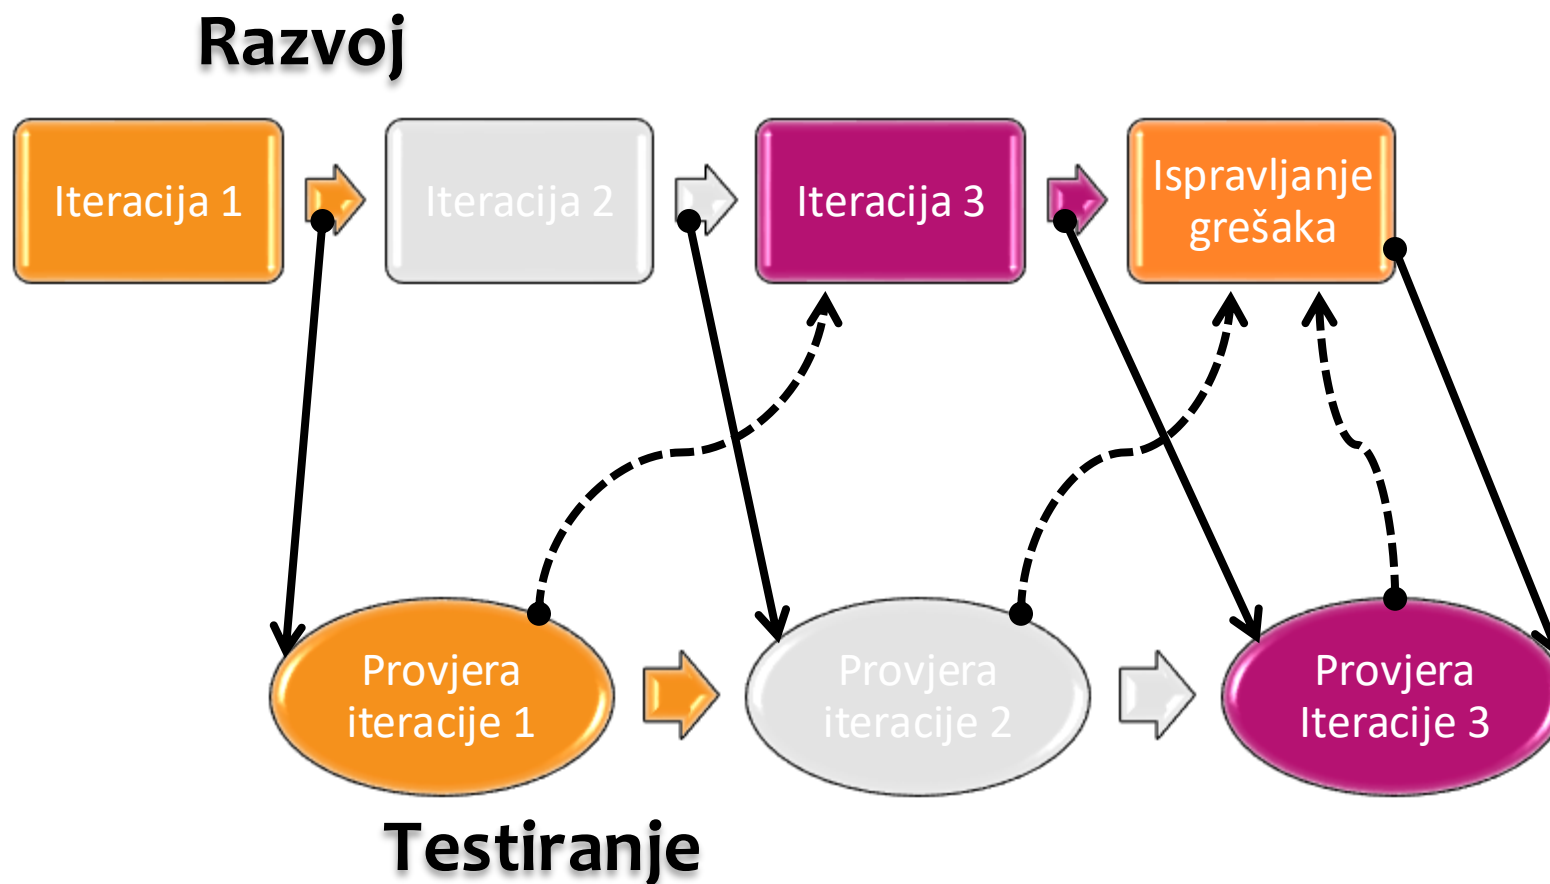 Razvoj
Iteracija 1
Iteracija 2
Iteracija 3
Ispravljanje
grešaka
Provjera
iteracije 1
Provjera
iteracije 2
Provjera
Iteracije 3
Testiranje